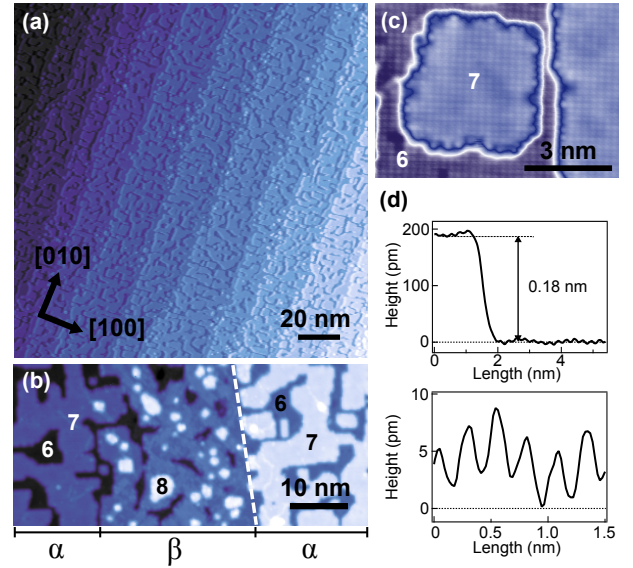 (a)
[010]
[100]
20 nm
(b)
7
6
8
6
7
10 nm
α
β
α
(c)
7
6
3 nm
(d)
Height (pm)
200
100
0
0.18 nm
0
2
4
Length (nm)
Height (pm)
10
5
0
0
0.5
1.0
1.5
Length (nm)